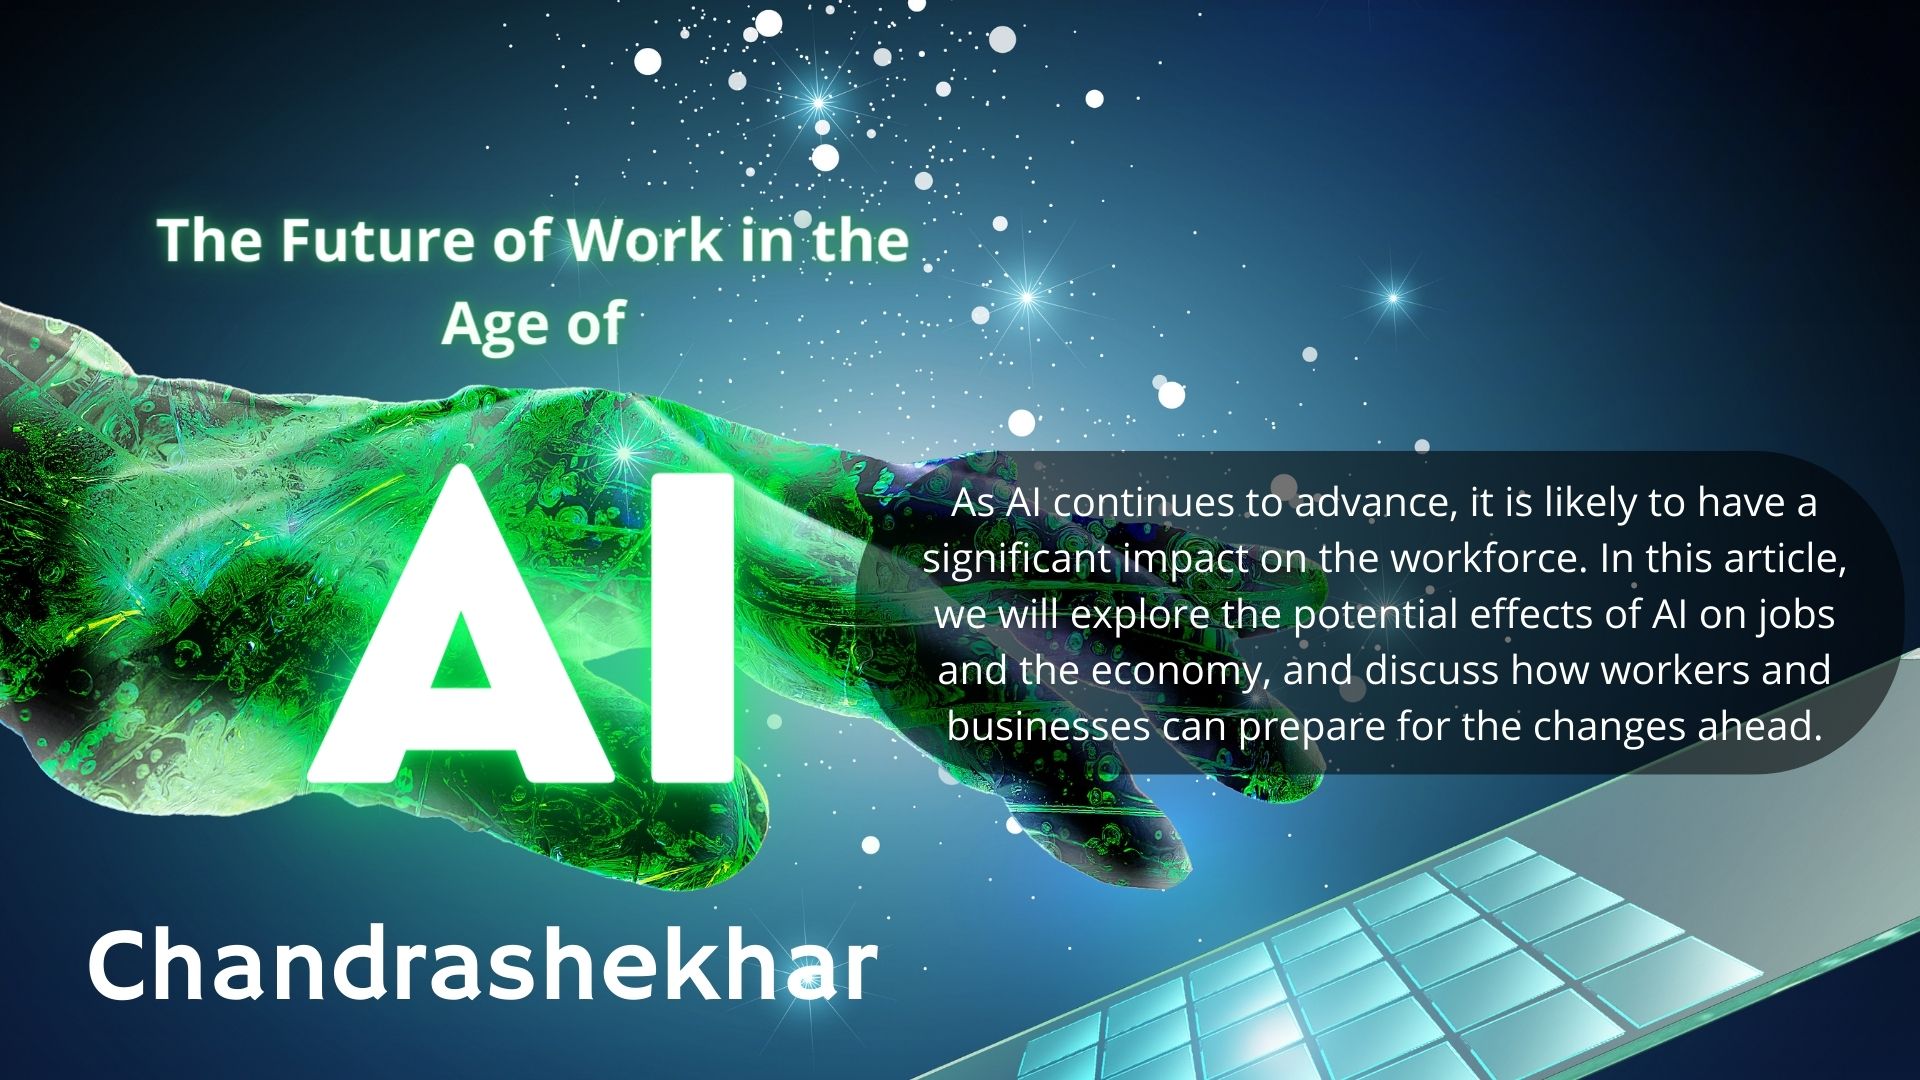 The Future of Work in the
Age of
AI
As AI continues to advance, it is likely to have a
significant impact on the workforce. In this article,
we will explore the potential effects of AI on jobs
and the economy, and discuss how workers and
businesses can prepare for the changes ahead.
Chandrashekhar